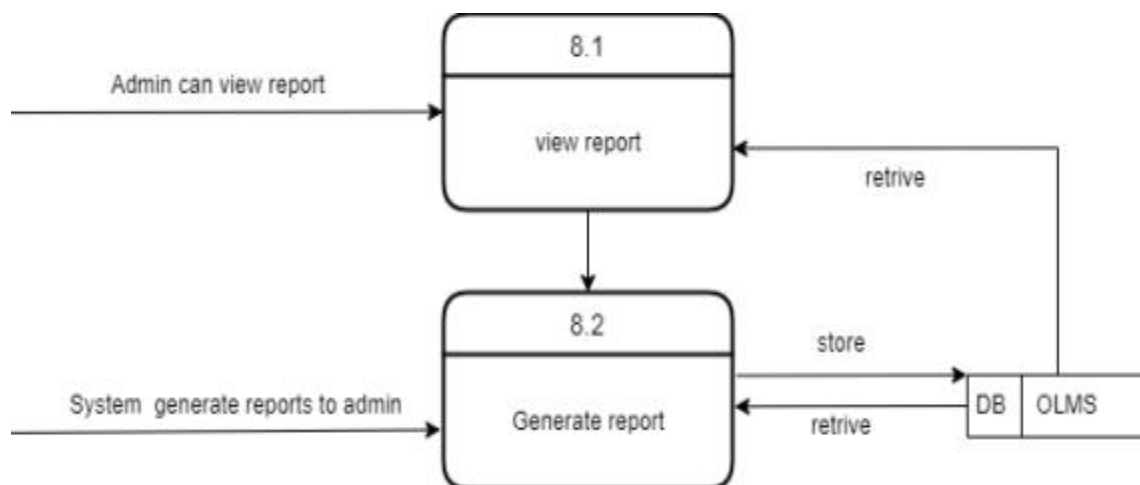 8.1
Admin can view report
view report
retrive
8.2
store
System generate reports to admin
Generate report
retrive
DB OLMS